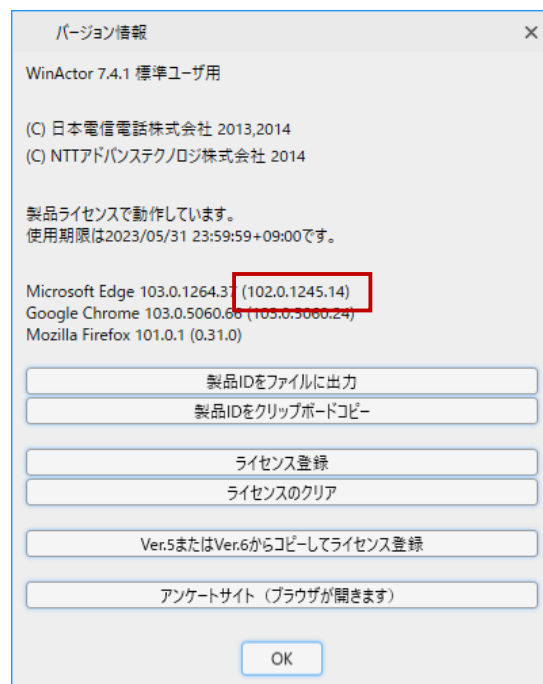 バージョン情報
WinActor 7.4.1 標準ユーザ用
(C) 日本電信電話株式会社 2013,2014
(C) NTTアドバンステクノロジ株式会社 2014
製品ライセンスで動作しています。
使用期限は2023/05/31 23:59:59+09:00です。
Microsoft Edge 103.0.1264.37 (102.0.1245.14)
Google Chrome 103.0.5060.66 (103.0.5060.24)
Mozilla Firefox 101.0.1 (0.31.0)
製品IDをファイルに出力
製品IDをクリップボードコピー
ライセンス登録
ライセンスのクリア
Ver.5またはVer.6からコピーしてライセンス登録
アンケートサイト（ブラウザが開きます）
OK